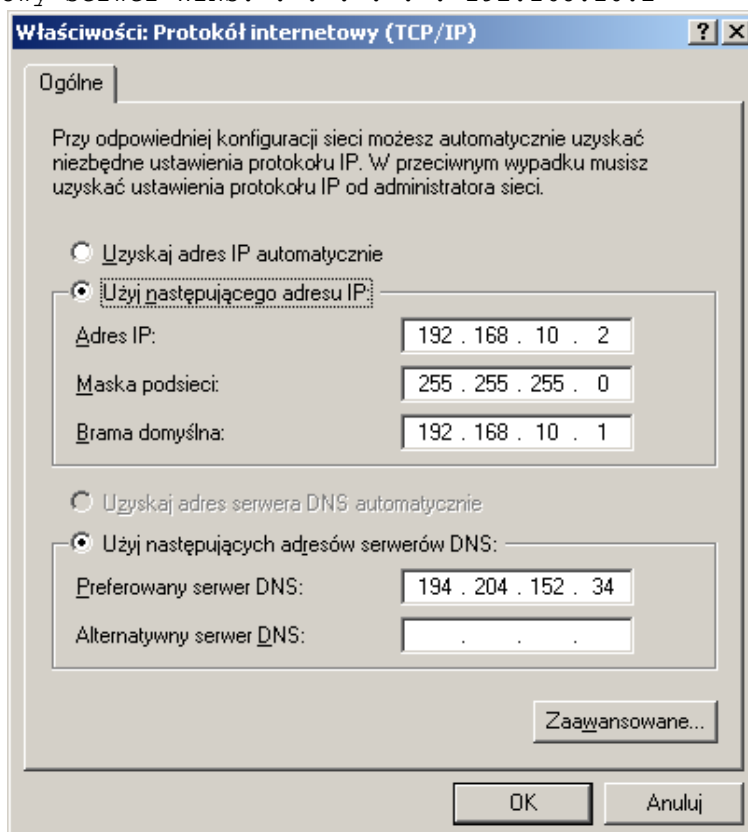 Właściwości: Protokół internetowy (TCP/IP)
Ogólne
Przy odpowiedniej konfiguracji sieci możesz automatycznie uzyskać
niezbędne ustawienia protokołu IP. W przeciwnym wypadku musisz
uzyskać ustawienia protokołu IP od administratora sieci.
Uzyskaj adres IP automatycznie
Użyj następującego adresu IP:
Adres IP: 192 . 168 . 10 . 2
Maska podsieci: 255 . 255 . 255 . 0
Brama domyślna: 192 . 168 . 10 . 1
Uzyskaj adres serwera DNS automatycznie
Użyj następujących adresów serwerów DNS:
Preferowany serwer DNS: 194 . 204 . 152 . 34
Alternatywny serwer DNS: . . .
Zaawansowane...
OK Anuluj